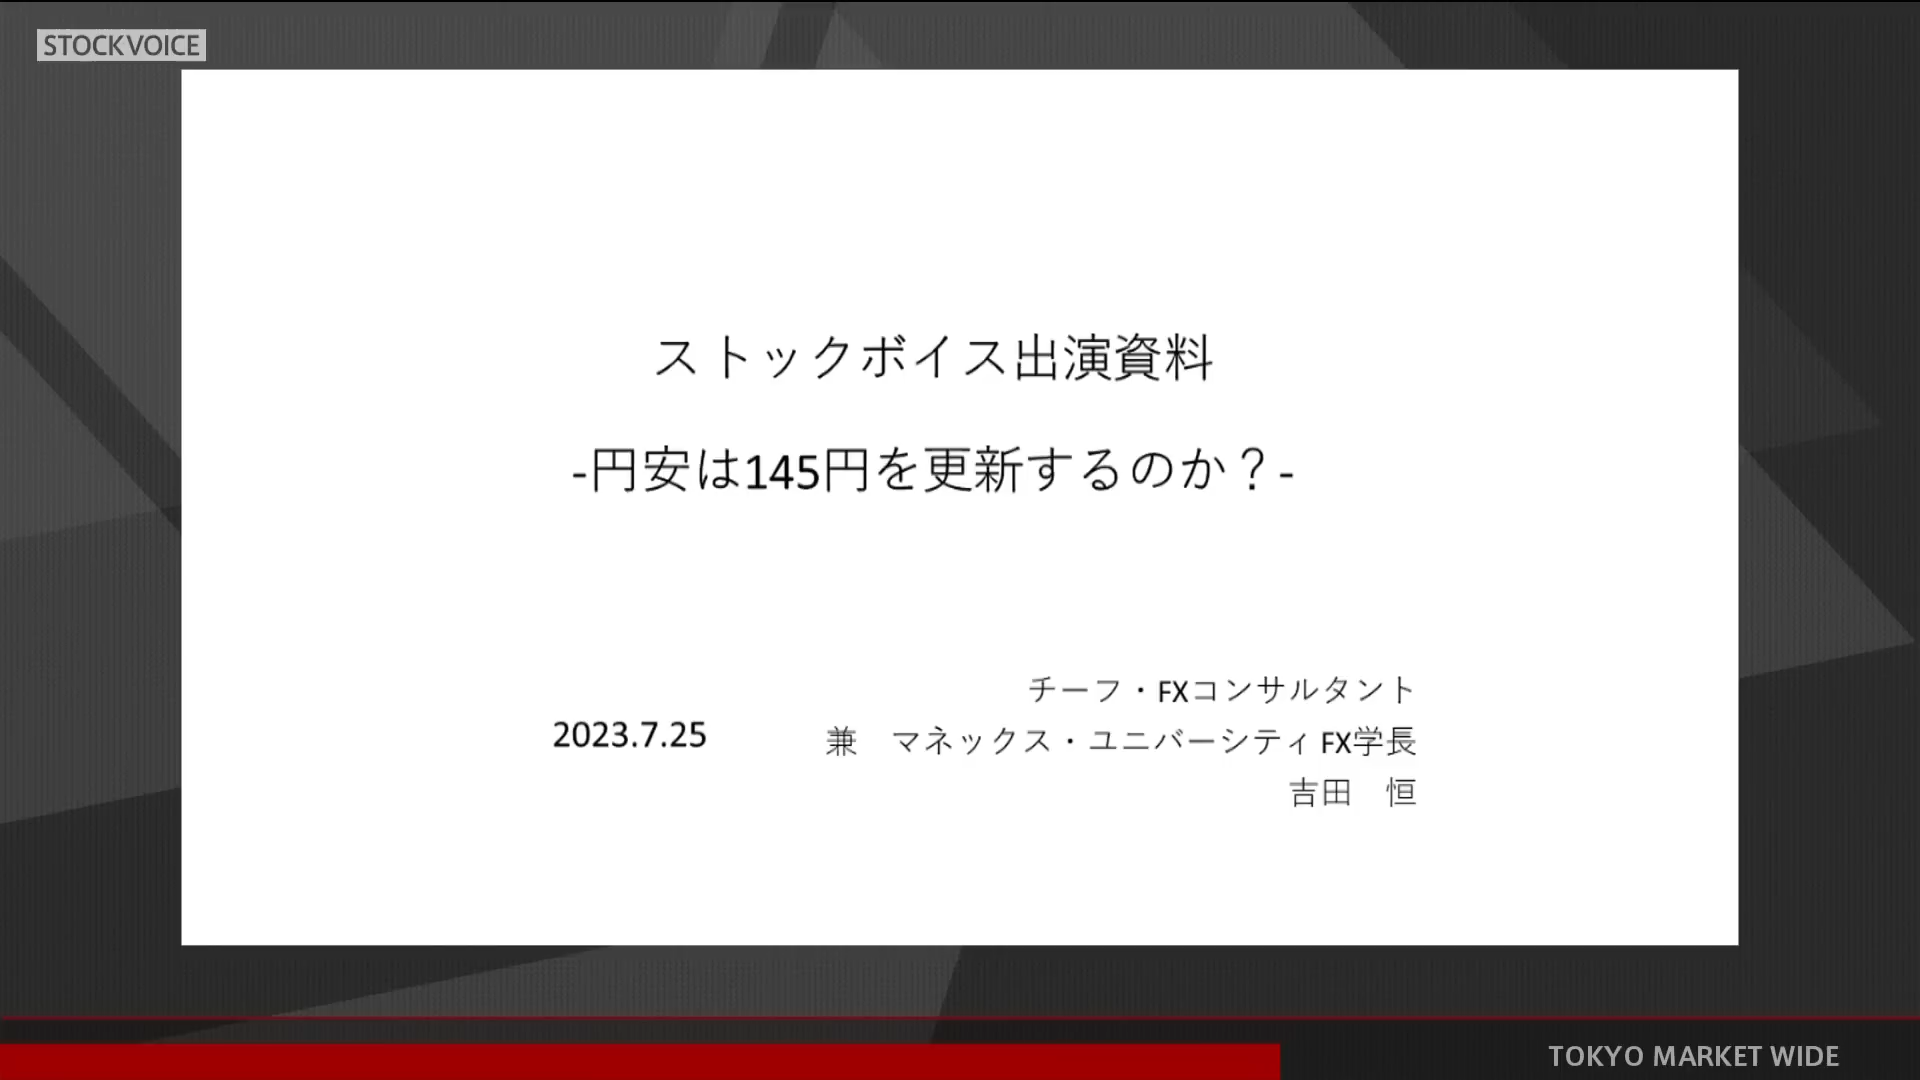 STOCKVOICE
ストックボイス出演資料
-円安は145円を更新するのか？-
チーフ・FXコンサルタント
2023.7.25
兼　マネックス・ユニバーシティ FX学長
吉田　恒
TOKYO MARKET WIDE